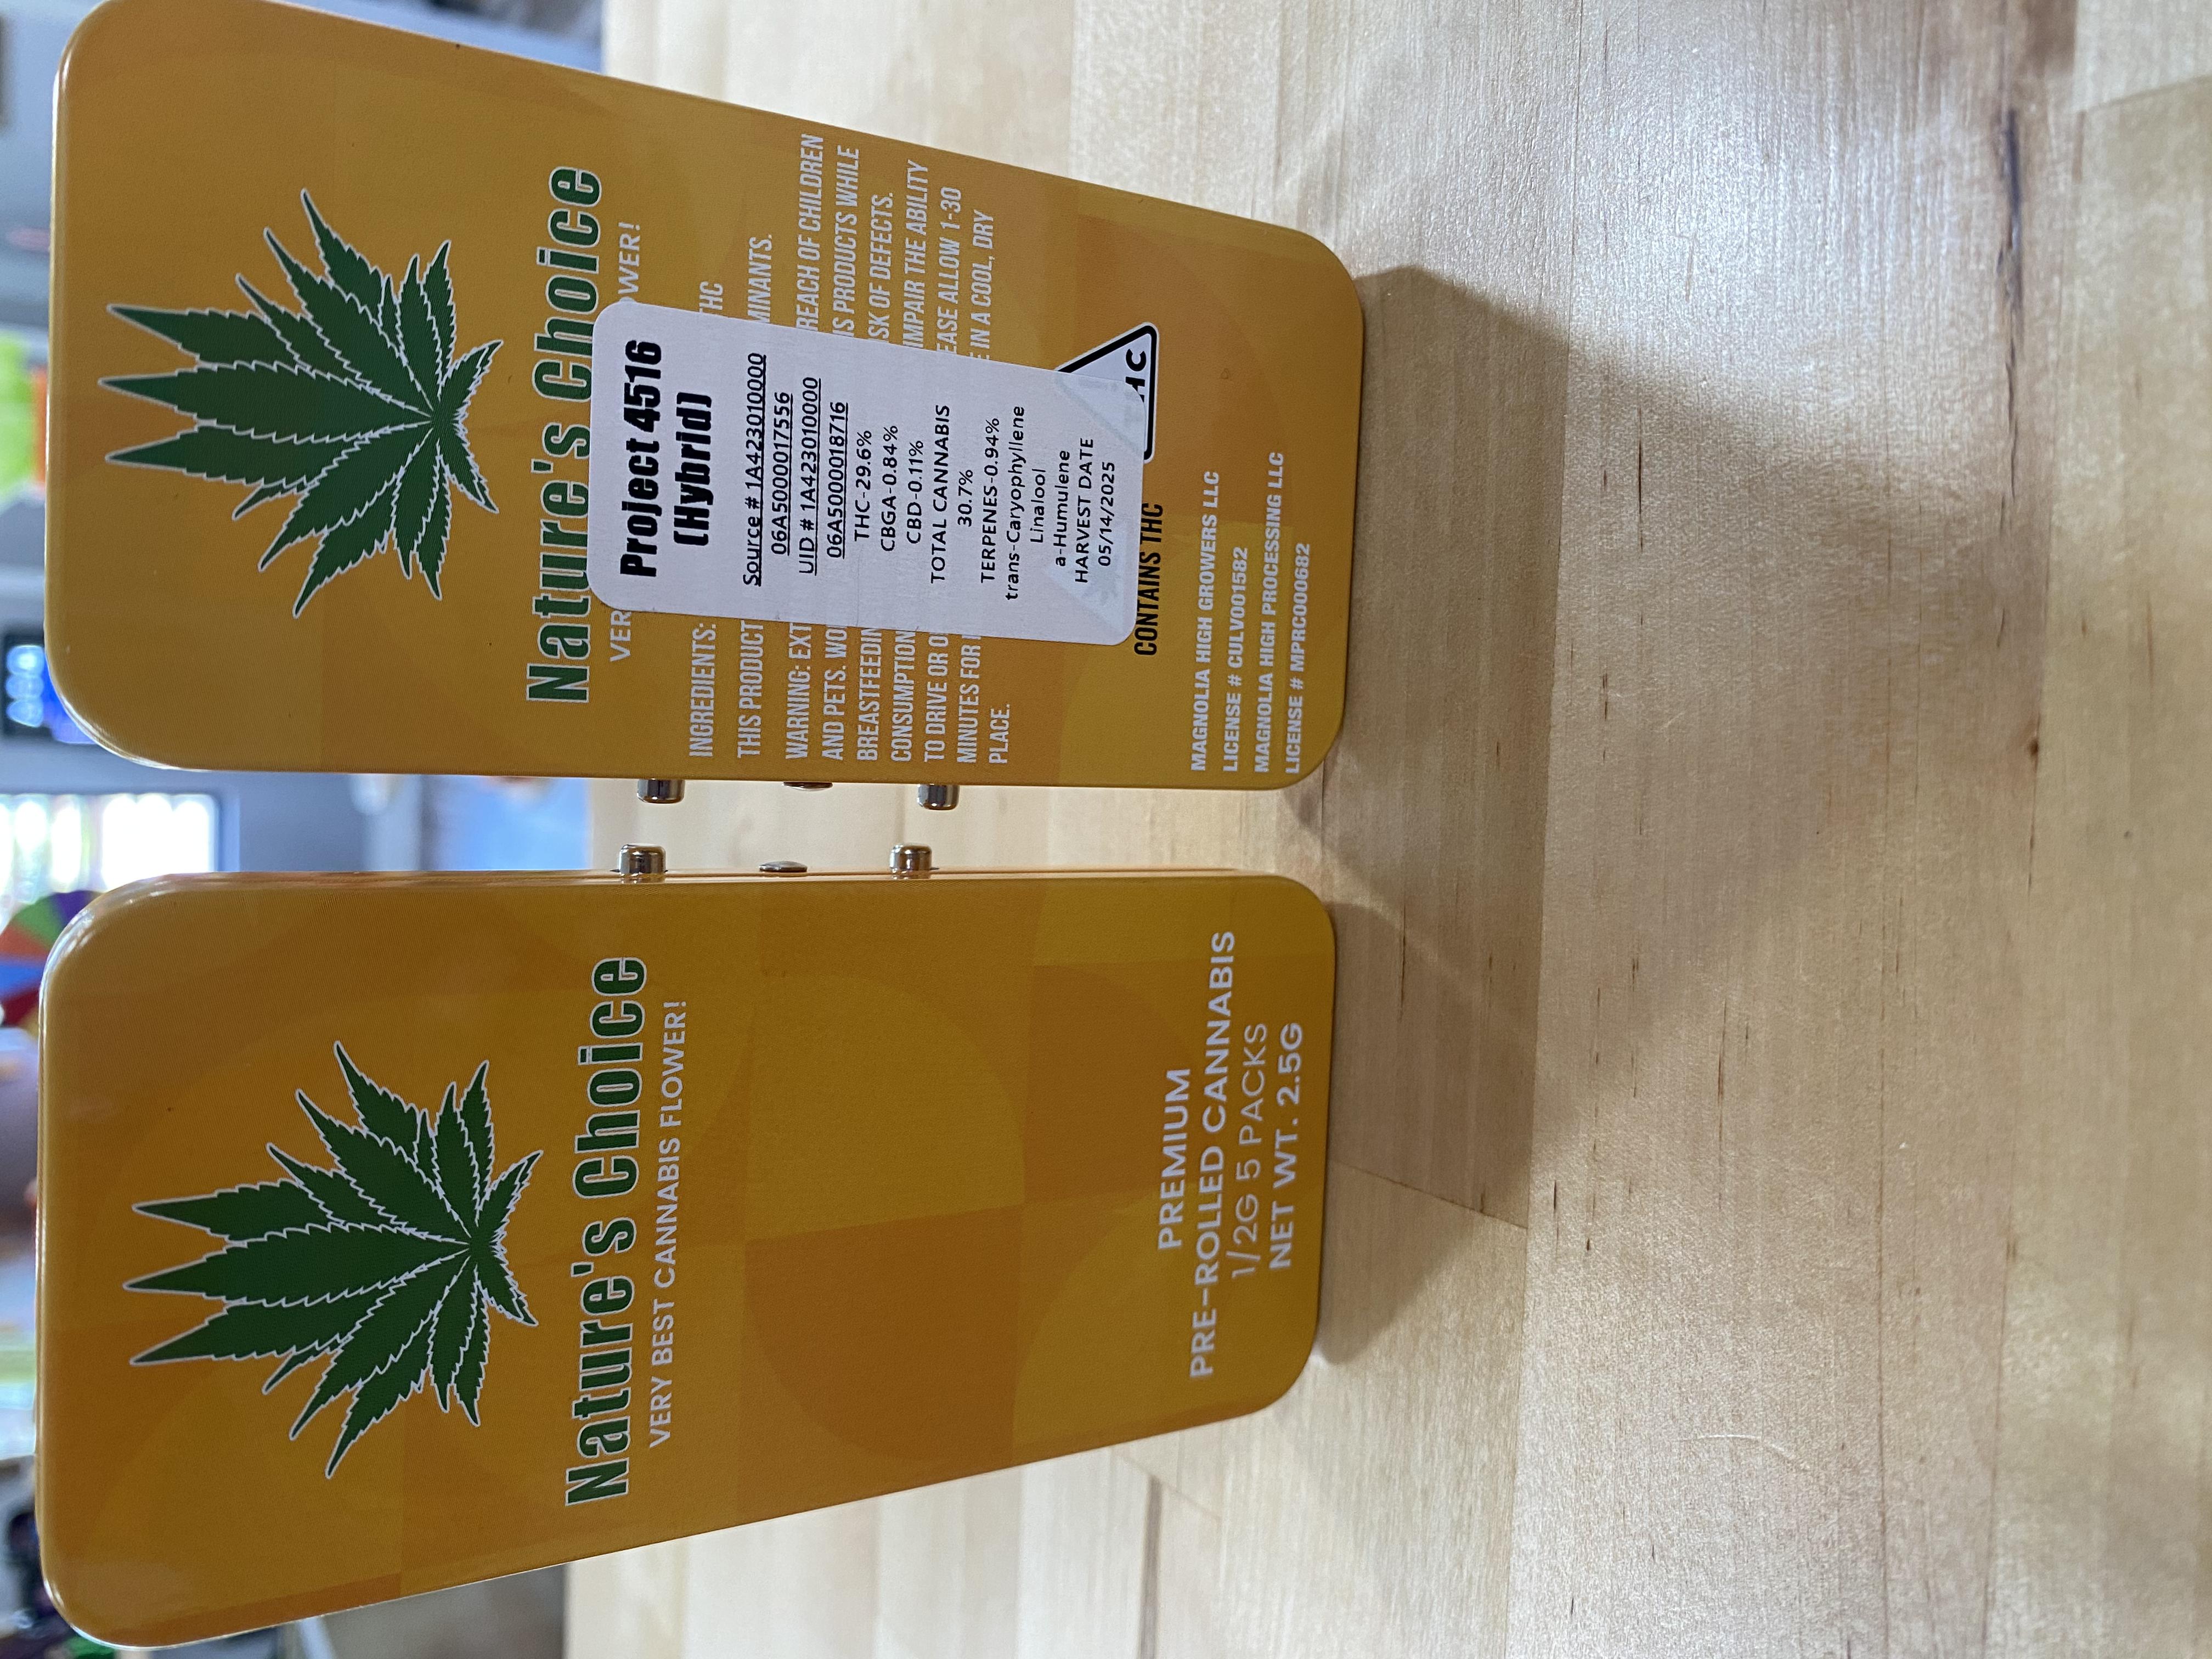 Nature's Choice
VERY BEST CANNABIS FLOWER!
PREMIUM
PRE-ROLLED CANNABIS
1/2G 5 PACKS
NET WT. 2.5G
Nature's Choice
VER OWER!
INGREDIENTS: THC
THIS PRODUCT MINANTS.
WARNING: EXT REACH OF CHILDREN
AND PETS. WO IS PRODUCTS WHILE
BREASTFEEDIN SK OF DEFECTS.
CONSUMPTION IMPAIR THE ABILITY
TO DRIVE OR O EASE ALLOW 1-30
MINUTES FOR E IN A COOL, DRY
PLACE.
Project 4516
(Hybrid)
Source # 1A4230100000
06A5000017556
UID # 1A4230100000
06A5000018716
THC-29.6%
CBGA-0.84%
CBD-0.11%
TOTAL CANNABIS
30.7%
TERPENES-0.94%
trans-Caryophyllene
Linalool
a-Humulene
HARVEST DATE
05/14/2025
CONTAINS THC
MAGNOLIA HIGH GROWERS LLC
LICENSE # CULV001582
MAGNOLIA HIGH PROCESSING LLC
LICENSE # MPRC000682